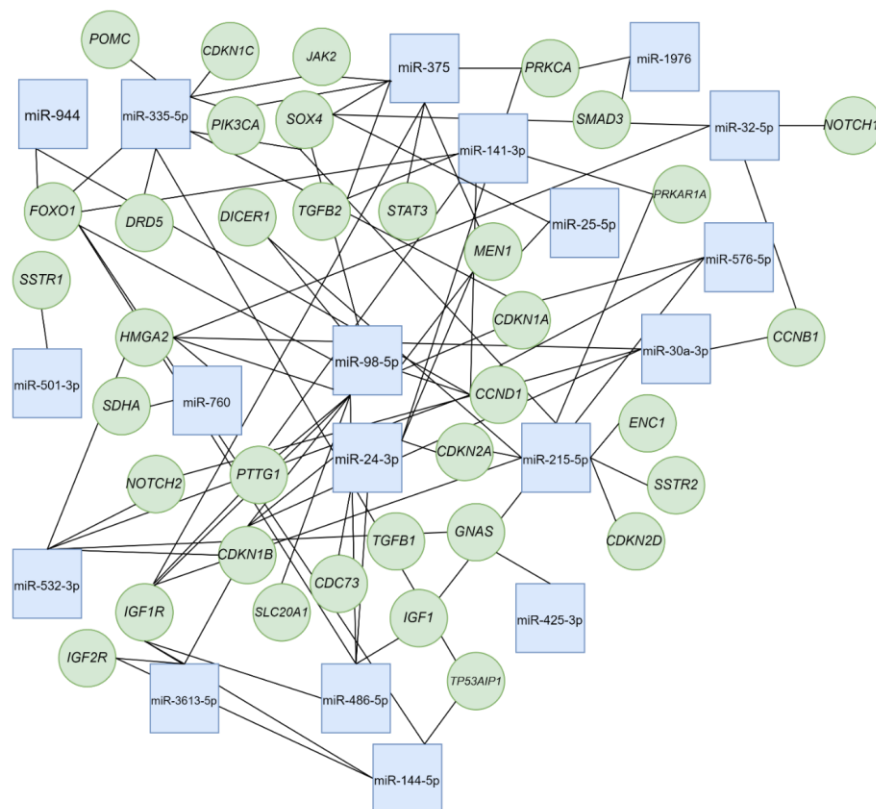 POMC
CDKN1C
JAK2
miR-375
PRKCA
miR-1976
miR-944
miR-335-5p
PIK3CA
SOX4
SMAD3
miR-32-5p
NOTCH1
miR-141-3p
FOXO1
DRD5
DICER1
TGFB2
STAT3
PRKAR1A
miR-25-5p
MEN1
miR-576-5p
SSTR1
CDKN1A
HMGA2
miR-98-5p
miR-30a-3p
CCNB1
miR-501-3p
SDHA
miR-760
CCND1
ENC1
miR-24-3p
CDKN2A
miR-215-5p
NOTCH2
PTTG1
SSTR2
TGFB1
GNAS
CDKN2D
CDKN1B
miR-532-3p
CDC73
IGF1R
SLC20A1
IGF1
miR-425-3p
IGF2R
TP53AIP1
miR-3613-5p
miR-486-5p
miR-144-5p